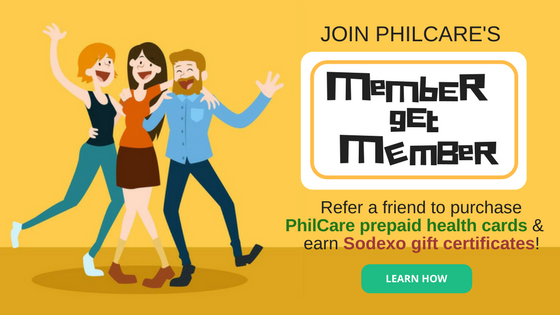 JOIN PHILCARE'S
MEMBER
GET
MEMBER
Refer a friend to purchase
PhilCare prepaid health cards &
earn Sodexo gift certificates!
LEARN HOW